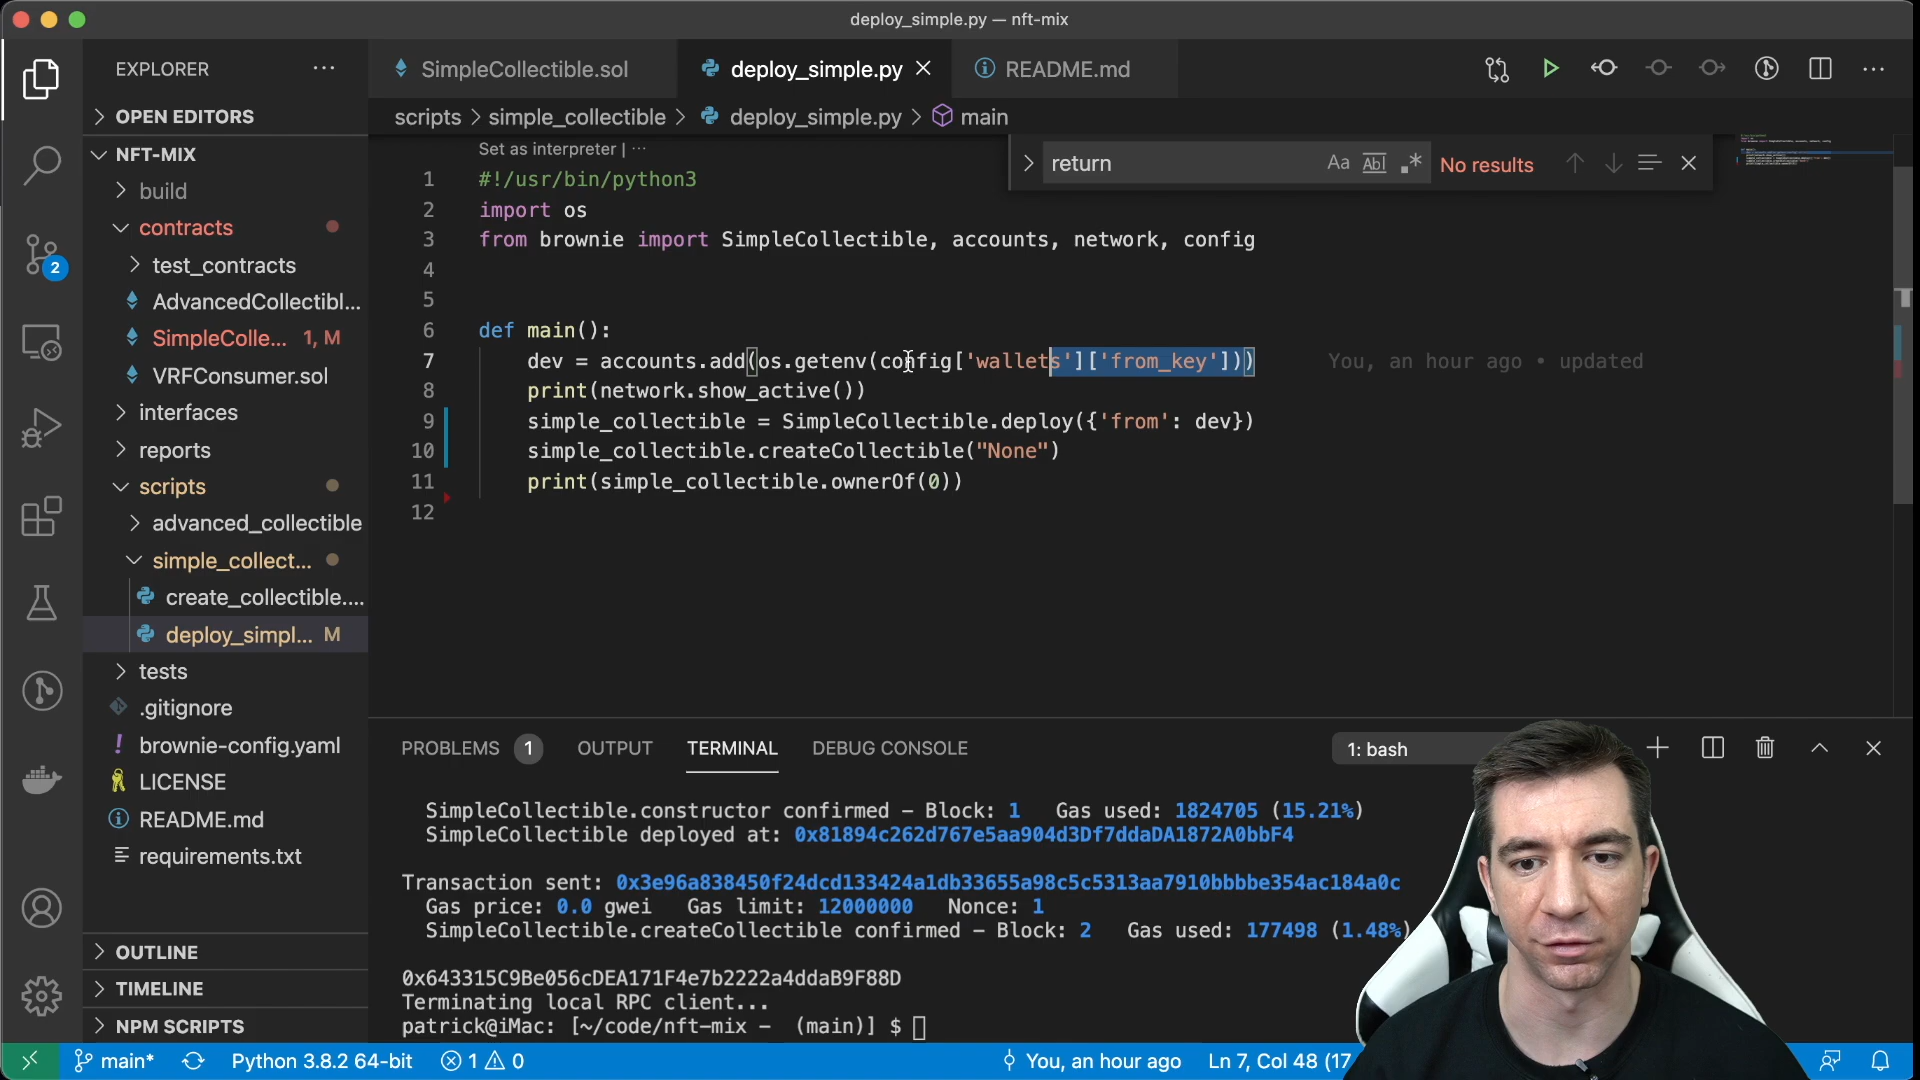 deploy_simple.py — nft-mix
EXPLORER
SimpleCollectible.sol
deploy_simple.py
README.md
OPEN EDITORS
scripts > simple_collectible > deploy_simple.py > main
NFT-MIX
build
contracts
test_contracts
AdvancedCollectibl...
SimpleColle... 1, M
VRFConsumer.sol
interfaces
reports
scripts
advanced_collectible
simple_collect...
create_collectible....
deploy_simpl... M
tests
.gitignore
brownie-config.yaml
LICENSE
README.md
requirements.txt
OUTLINE
TIMELINE
NPM SCRIPTS
2
return
Aa Abl .* No results
Set as interpreter | ...
1 #!/usr/bin/python3
2 import os
3 from brownie import SimpleCollectible, accounts, network, config
4
5
6 def main():
7 dev = accounts.add(os.getenv(config['wallets']['from_key'])) You, an hour ago • updated
8 print(network.show_active())
9 simple_collectible = SimpleCollectible.deploy({'from': dev})
10 simple_collectible.createCollectible("None")
11 print(simple_collectible.ownerOf(0))
12
PROBLEMS 1 OUTPUT TERMINAL DEBUG CONSOLE 1: bash
SimpleCollectible.constructor confirmed - Block: 1 Gas used: 1824705 (15.21%)
SimpleCollectible deployed at: 0x81894c262d767e5aa904d3Df7ddaDA1872A0bbF4
Transaction sent: 0x3e96a838450f24dcd133424a1db33655a98c5c5313aa7910bbbbe354ac184a0c
Gas price: 0.0 gwei Gas limit: 12000000 Nonce: 1
SimpleCollectible.createCollectible confirmed - Block: 2 Gas used: 177498 (1.48%)
0x643315C9Be056cDEA171F4e7b2222a4ddaB9F88D
Terminating local RPC client...
patrick@iMac: [~/code/nft-mix - (main)] $
main* Python 3.8.2 64-bit 1 0 You, an hour ago Ln 7, Col 48 (17